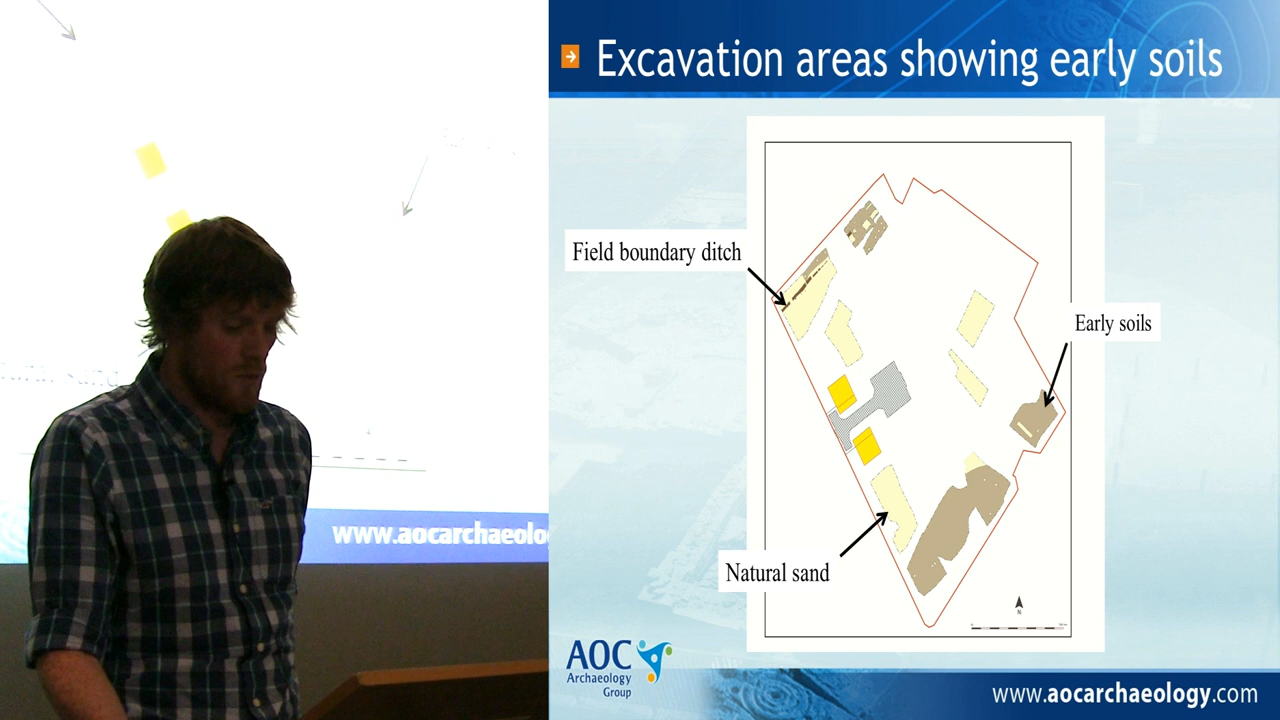 Excavation areas showing early soils
Field boundary ditch
Early soils
Natural sand
N
AOC
Archaeology
Group
www.aocarchaeology.com
www.aocarchaeolo